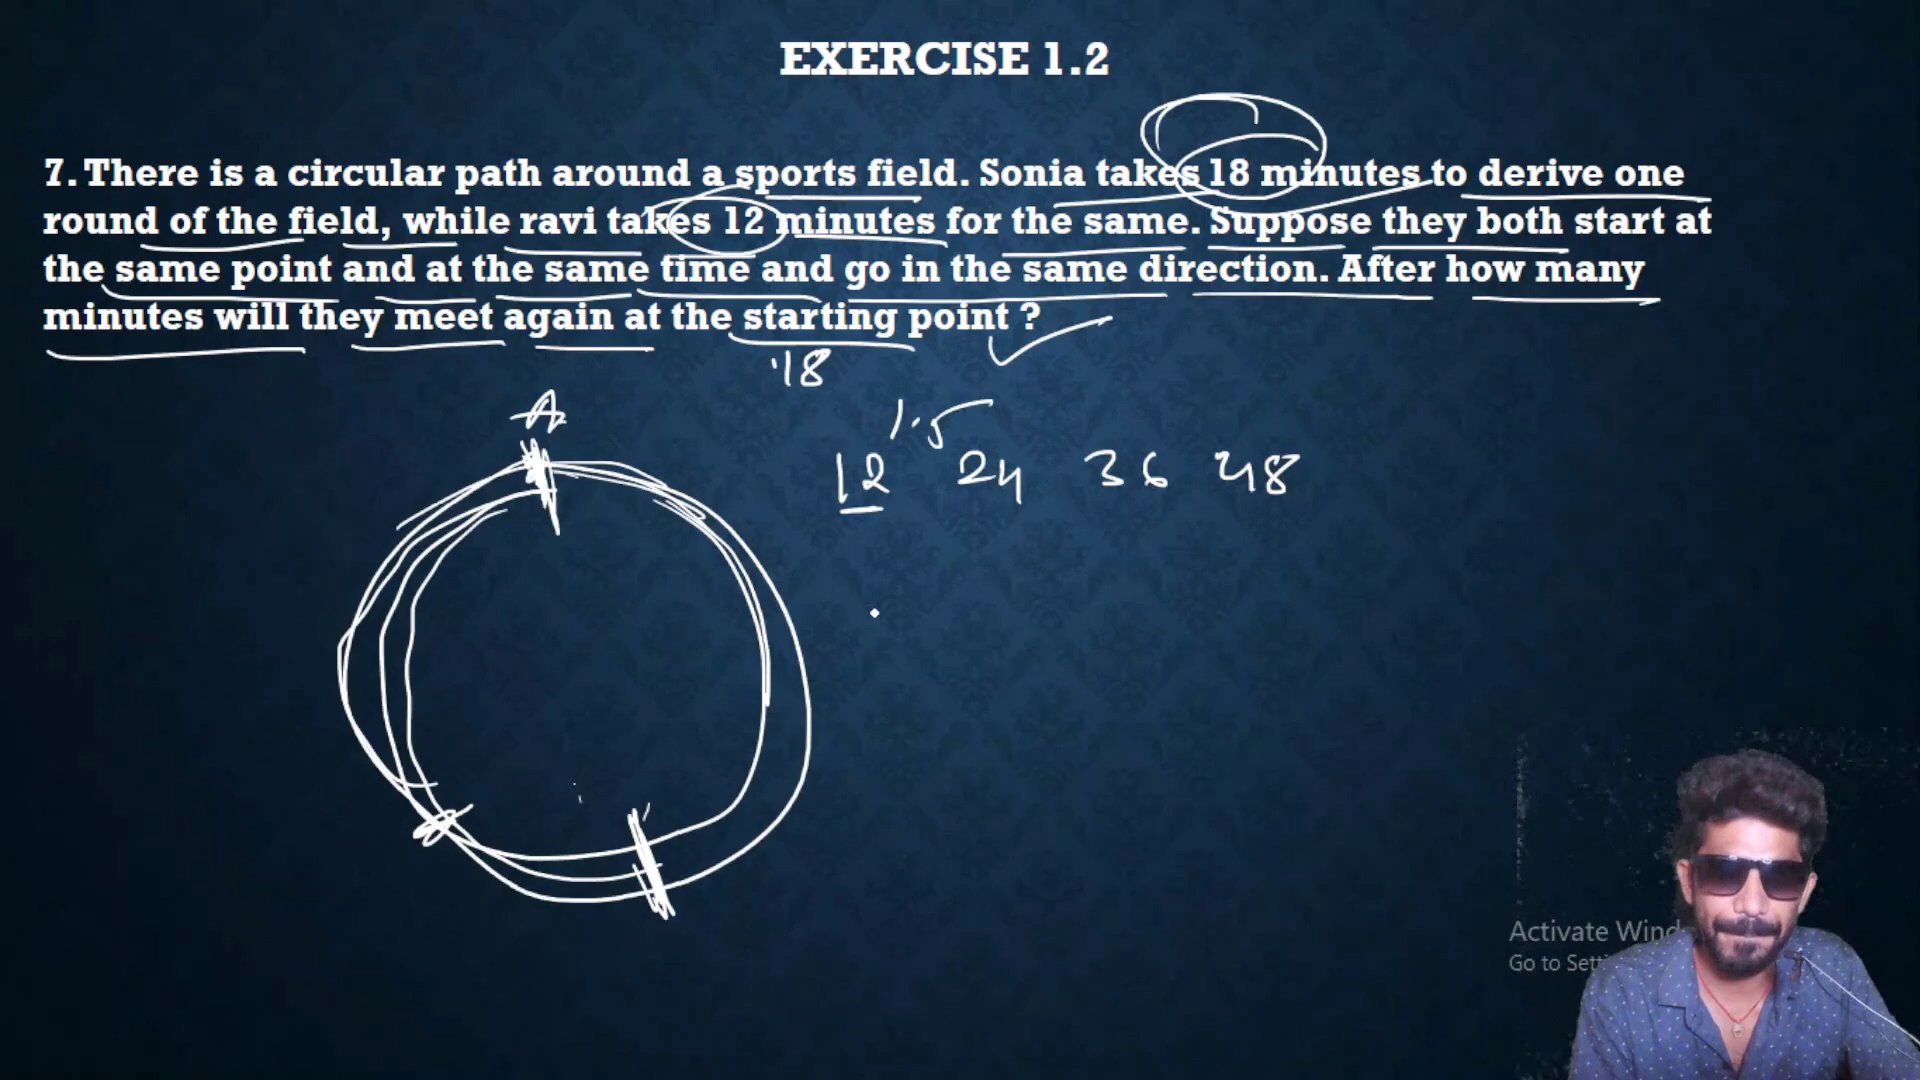 EXERCISE 1.2
7. There is a circular path around a sports field. Sonia takes 18 minutes to derive one
round of the field, while ravi takes 12 minutes for the same. Suppose they both start at
the same point and at the same time and go in the same direction. After how many
minutes will they meet again at the starting point ?
18
A
1.5
12 24 36 48
Activate Wind
Go to Sett